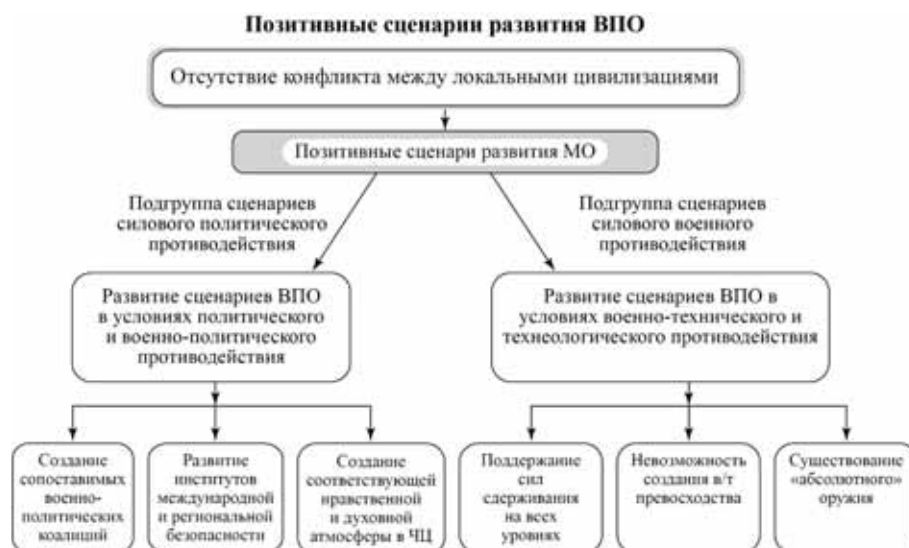 Позитивные сценарии развития ВПО
Отсутствие конфликта между локальными цивилизациями
Позитивные сценари развития МО
Подгруппа сценариев
силового политического
противодействия
Подгруппа сценариев
силового военного
противодействия
Развитие сценариев ВПО
в условиях политического
и военно-политического
противодействия
Развитие сценариев ВПО в
условиях военно-технического и
технеологического противодействия
Создание
сопоставимых
военно-
политических
коалиций
Развитие
институтов
международной
и региональной
безопасности
Создание
соответствующей
нравственной
и духовной
атмосферы в ЧЦ
Поддержание
сил
сдерживания
на всех
уровнях
Невозможность
создания в/т
превосходства
Существование
«абсолютного»
оружия